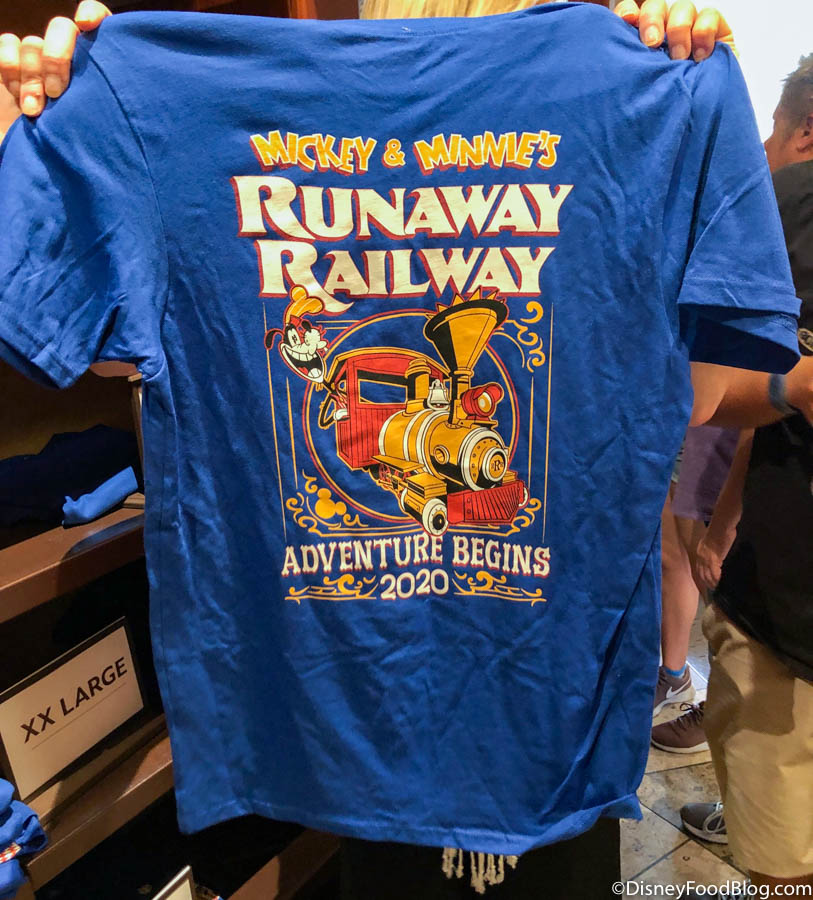 MICKEY & MINNIE'S
RUNAWAY
RAILWAY
R
ADVENTURE BEGINS
2020
XX LARGE
©DisneyFoodBlog.com